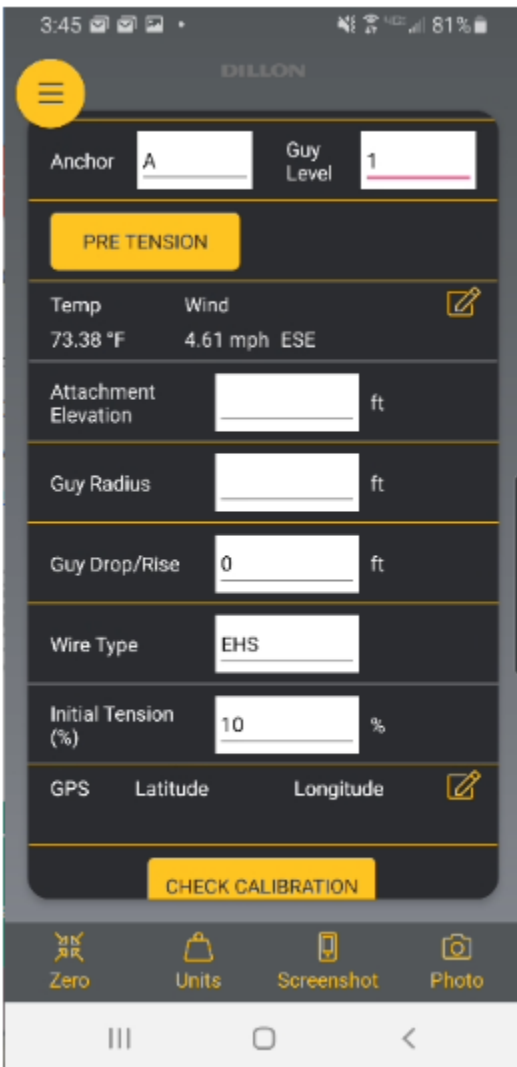 3:45 81%
DILLON
Anchor A Guy Level 1
PRE TENSION
Temp Wind
73.38 °F 4.61 mph ESE
Attachment Elevation ft
Guy Radius ft
Guy Drop/Rise 0 ft
Wire Type EHS
Initial Tension (%) 10 %
GPS Latitude Longitude
CHECK CALIBRATION
Zero Units Screenshot Photo